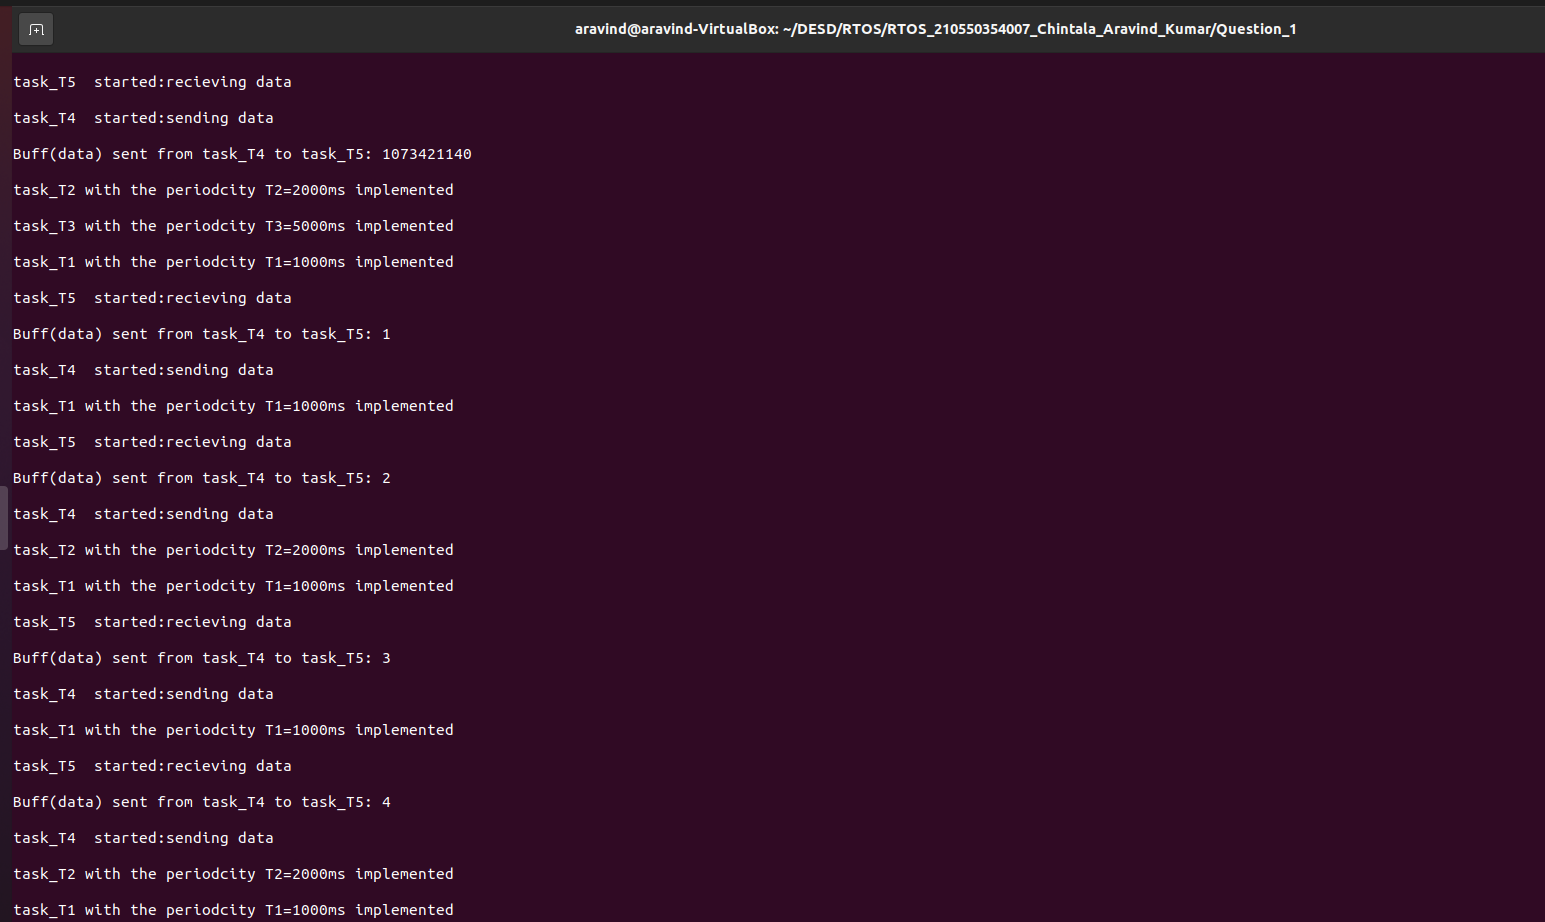 aravind@aravind-VirtualBox: ~/DESD/RTOS/RTOS_210550354007_Chintala_Aravind_Kumar/Question_1
task_T5  started:recieving data
task_T4  started:sending data
Buff(data) sent from task_T4 to task_T5: 1073421140
task_T2 with the periodcity T2=2000ms implemented
task_T3 with the periodcity T3=5000ms implemented
task_T1 with the periodcity T1=1000ms implemented
task_T5  started:recieving data
Buff(data) sent from task_T4 to task_T5: 1
task_T4  started:sending data
task_T1 with the periodcity T1=1000ms implemented
task_T5  started:recieving data
Buff(data) sent from task_T4 to task_T5: 2
task_T4  started:sending data
task_T2 with the periodcity T2=2000ms implemented
task_T1 with the periodcity T1=1000ms implemented
task_T5  started:recieving data
Buff(data) sent from task_T4 to task_T5: 3
task_T4  started:sending data
task_T1 with the periodcity T1=1000ms implemented
task_T5  started:recieving data
Buff(data) sent from task_T4 to task_T5: 4
task_T4  started:sending data
task_T2 with the periodcity T2=2000ms implemented
task_T1 with the periodcity T1=1000ms implemented